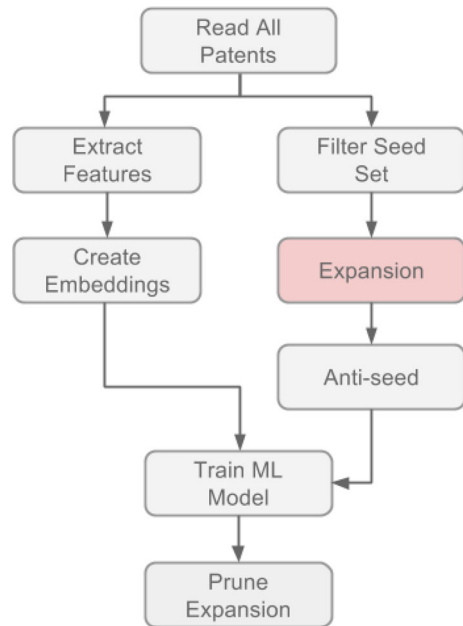 Read All
Patents
Extract
Features
Filter Seed
Set
Create
Embeddings
Expansion
Anti-seed
Train ML
Model
Prune
Expansion